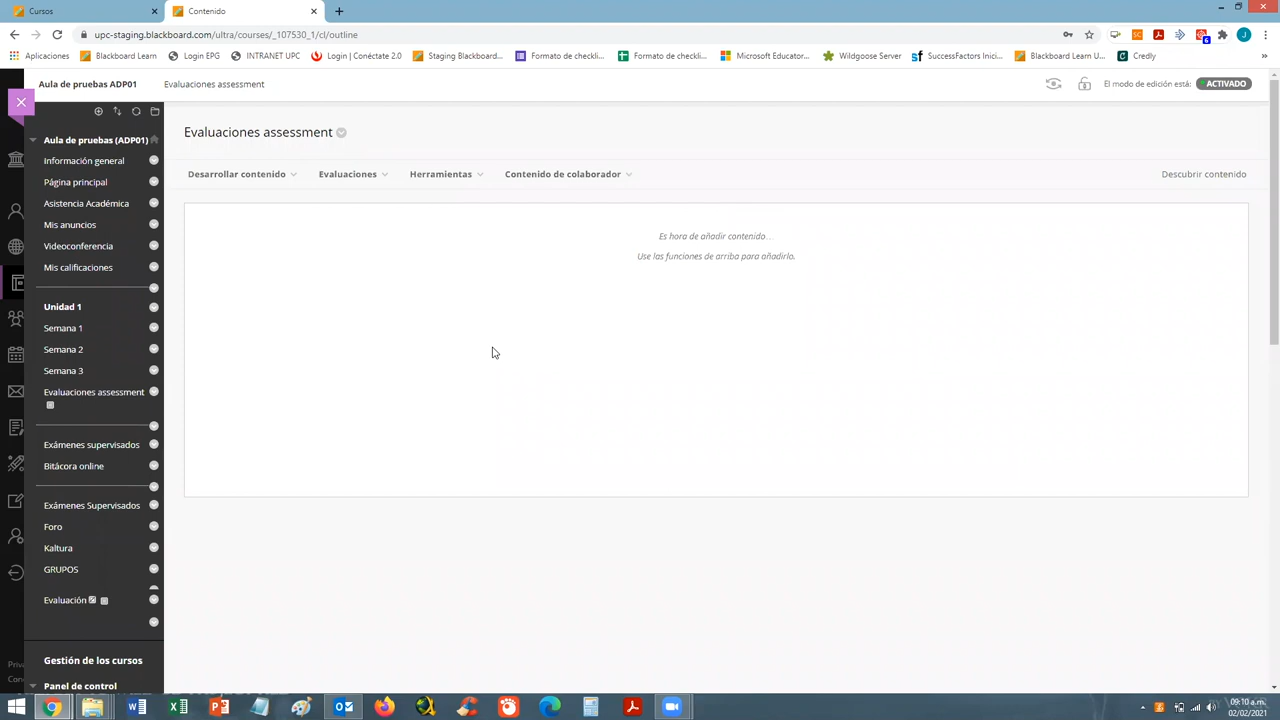 Cursos
Contenido
upc-staging.blackboard.com/ultra/courses/_107530_1/cl/outline
J
6
Aplicaciones
Blackboard Learn
Login EPG
INTRANET UPC
Login | Conéctate 2.0
Staging Blackboard...
Formato de checkli...
Formato de checkli...
Microsoft Educator...
Wildgoose Server
SuccessFactors Inici...
Blackboard Learn U...
Credly
Aula de pruebas ADP01
Evaluaciones assessment
El modo de edición está:
ACTIVADO
Aula de pruebas (ADP01)
Información general
Página principal
Asistencia Académica
Mis anuncios
Videoconferencia
Mis calificaciones
Unidad 1
Semana 1
Semana 2
Semana 3
Evaluaciones assessment
Exámenes supervisados
Bitácora online
Exámenes Supervisados
Foro
Kaltura
GRUPOS
Evaluación
Gestión de los cursos
Panel de control
Priva
Cond
Evaluaciones assessment
Desarrollar contenido
Evaluaciones
Herramientas
Contenido de colaborador
Descubrir contenido
Es hora de añadir contenido...
Use las funciones de arriba para añadirlo.
09:10 a.m.
02/02/2021